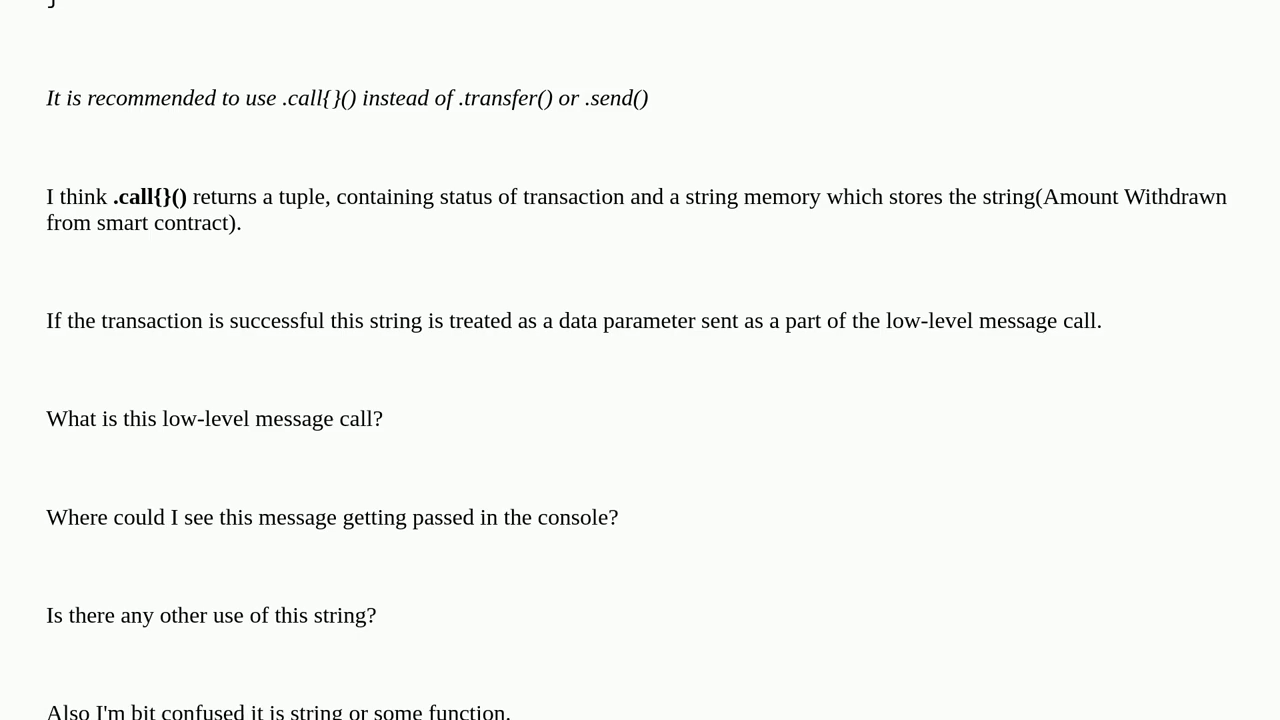 }
It is recommended to use .call{}() instead of .transfer() or .send()
I think .call{}() returns a tuple, containing status of transaction and a string memory which stores the string(Amount Withdrawn
from smart contract).
If the transaction is successful this string is treated as a data parameter sent as a part of the low-level message call.
What is this low-level message call?
Where could I see this message getting passed in the console?
Is there any other use of this string?
Also I'm bit confused it is string or some function.